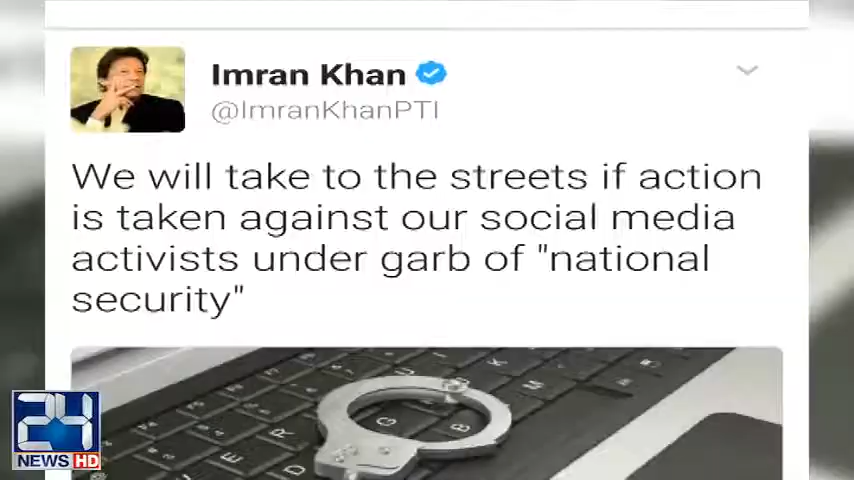 Imran Khan
@ImranKhanPTI
We will take to the streets if action
is taken against our social media
activists under garb of "national
security"
24
NEWS HD